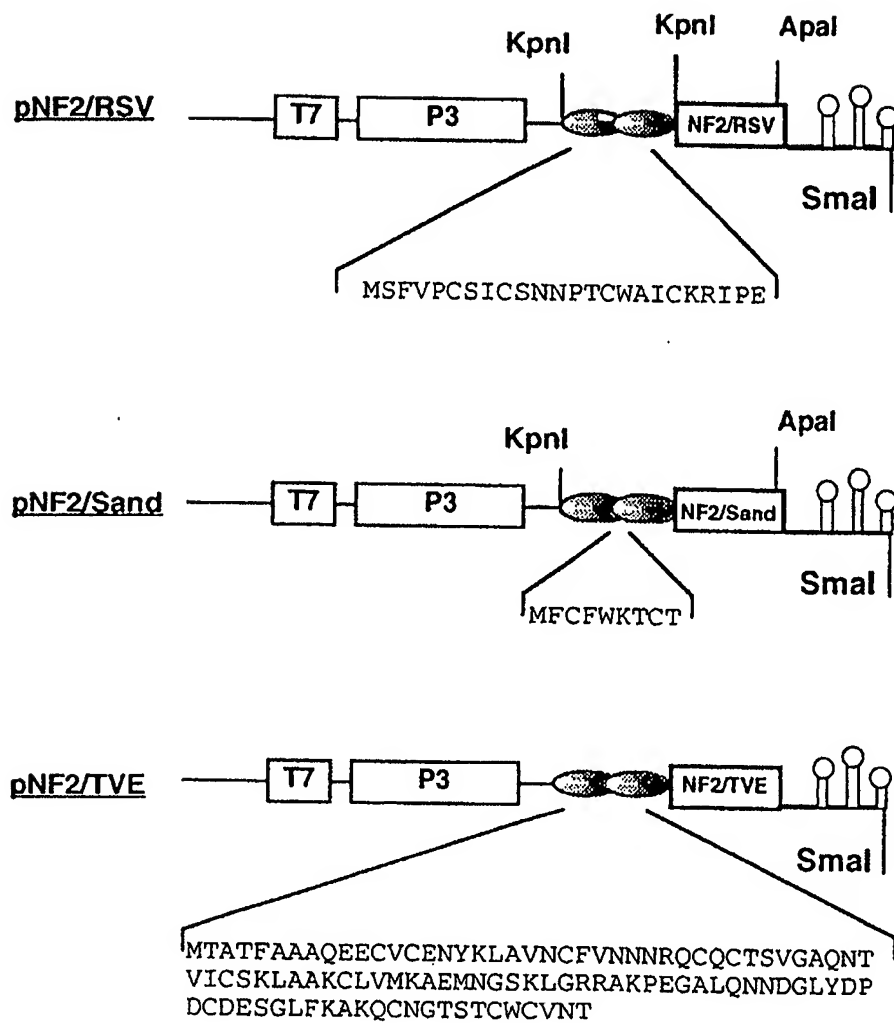 KpnI KpnI ApaI
pNF2/RSV T7 P3 NF2/RSV
SmaI
MSFVPCSICSNNPTCWAICKRIPE
KpnI ApaI
pNF2/Sand T7 P3 NF2/Sand
SmaI
MFCFWKTCT
pNF2/TVE T7 P3 NF2/TVE
SmaI
MTATFAAAQEECVCENYKLAVNCFVNNNRQCQCTSVGAQNT
VICSKLAAKCLVMKAEMNGSKLGRRAKPEGALQNNDGLYDP
DCDESGLFKAKQCNGTSTCWCVNT